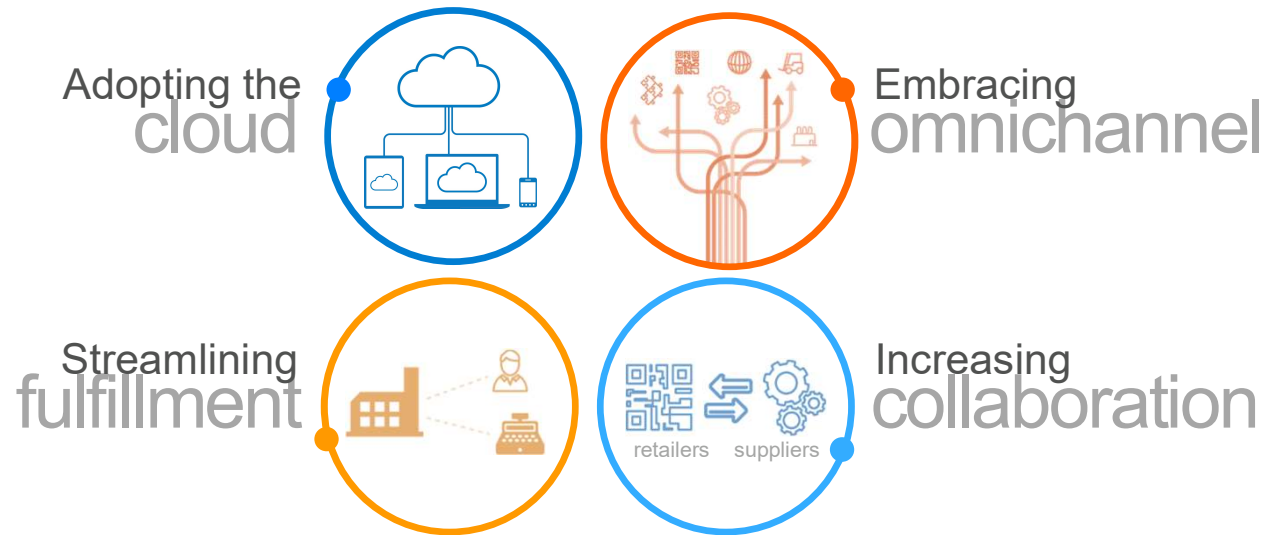 Adopting the
cloud
Embracing
omnichannel
Streamlining
fulfillment
Increasing
collaboration
retailers
suppliers